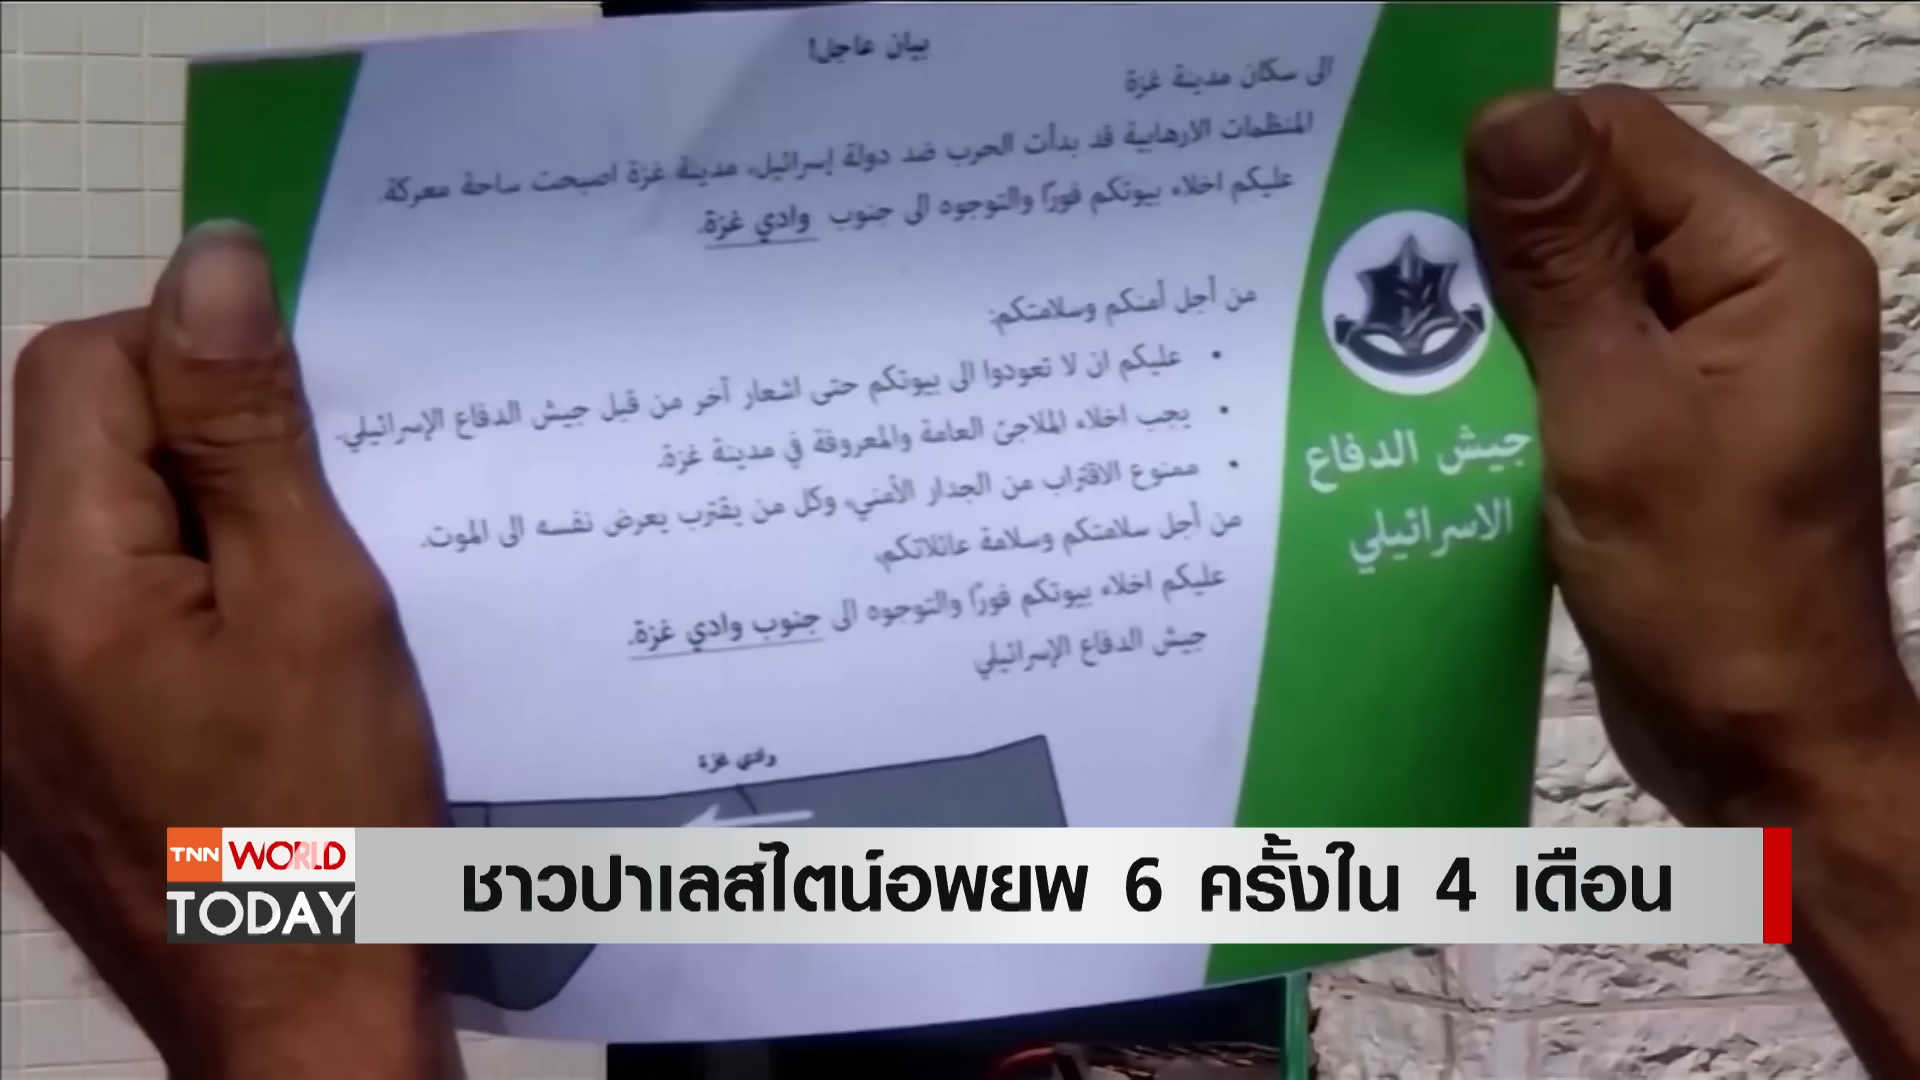 بيان عاجل!
الى سكان مدينة غزة
المنظمات الارهابية قد بدأت الحرب ضد دولة إسرائيل، مدينة غزة اصبحت ساحة معركة.
عليكم اخلاء بيوتكم فورًا والتوجوه الى جنوب وادي غزة.
من أجل أمنكم وسلامتكم:
• عليكم ان لا تعودوا الى بيوتكم حتى اشعار آخر من قبل جيش الدفاع الإسرائيلي.
• يجب اخلاء الملاجئ العامة والمعروفة في مدينة غزة.
• ممنوع الاقتراب من الجدار الأمني، وكل من يقترب يعرض نفسه الى الموت.
من أجل سلامتكم وسلامة عائلاتكم،
عليكم اخلاء بيوتكم فورًا والتوجوه الى جنوب وادي غزة.
جيش الدفاع الإسرائيلي
وادي غزة
جيش الدفاع
الاسرائيلي
TNN WORLD
TODAY
ชาวปาเลสไตน์อพยพ 6 ครั้งใน 4 เดือน